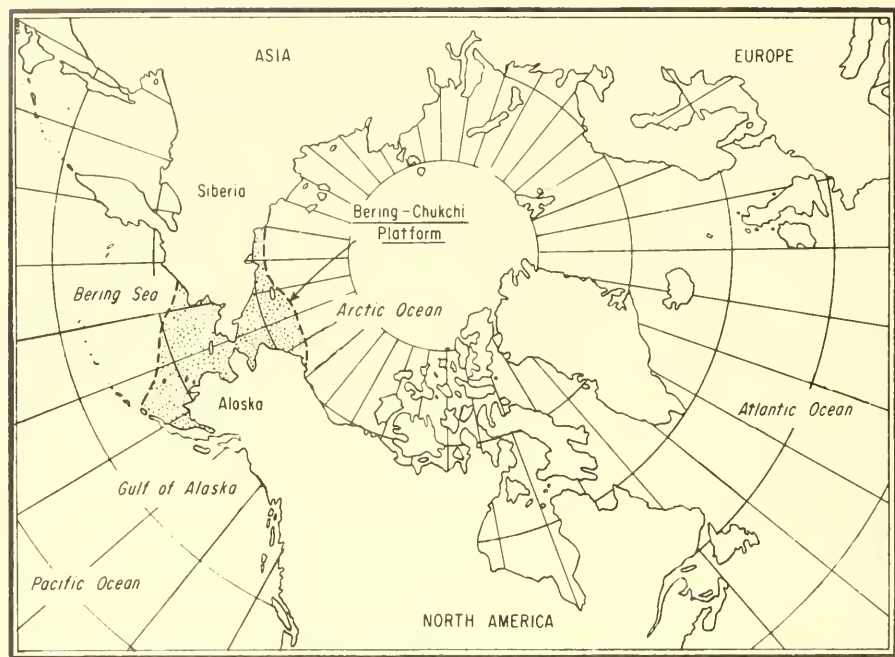 ASIA
EUROPE
Siberia
Bering-Chukchi
Platform
Bering Sea
Arctic Ocean
Alaska
Atlantic Ocean
Gulf of Alaska
Pacific Ocean
NORTH AMERICA